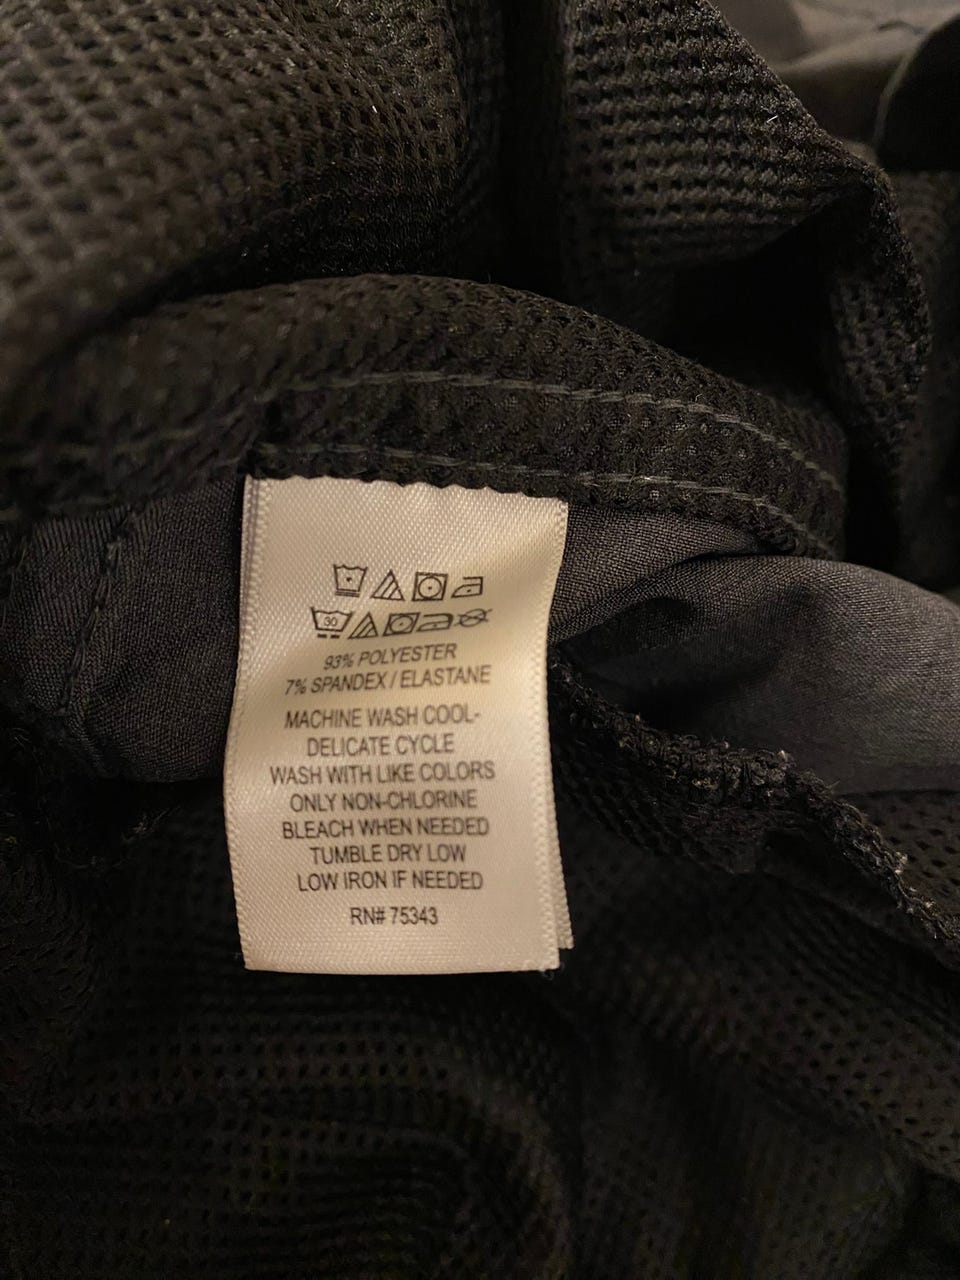 30
93% POLYESTER
7% SPANDEX / ELASTANE
MACHINE WASH COOL-
DELICATE CYCLE
WASH WITH LIKE COLORS
ONLY NON-CHLORINE
BLEACH WHEN NEEDED
TUMBLE DRY LOW
LOW IRON IF NEEDED
RN# 75343